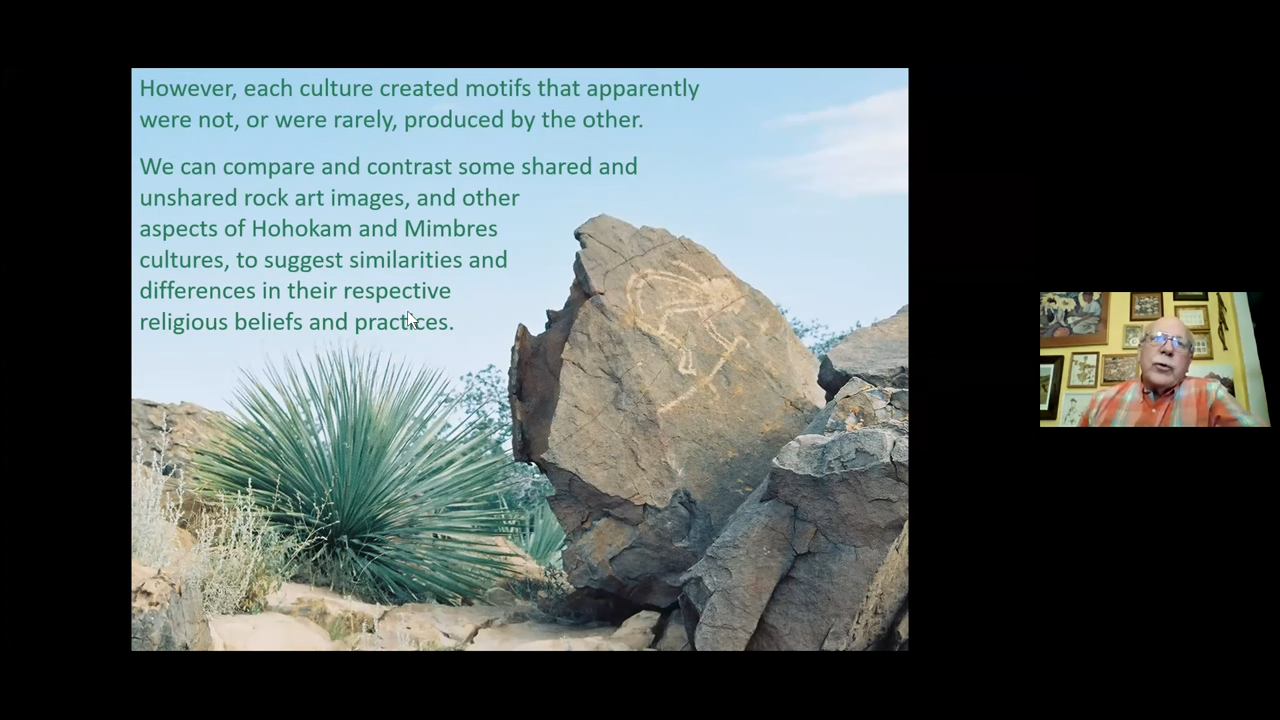 However, each culture created motifs that apparently
were not, or were rarely, produced by the other.
We can compare and contrast some shared and
unshared rock art images, and other
aspects of Hohokam and Mimbres
cultures, to suggest similarities and
differences in their respective
religious beliefs and practices.